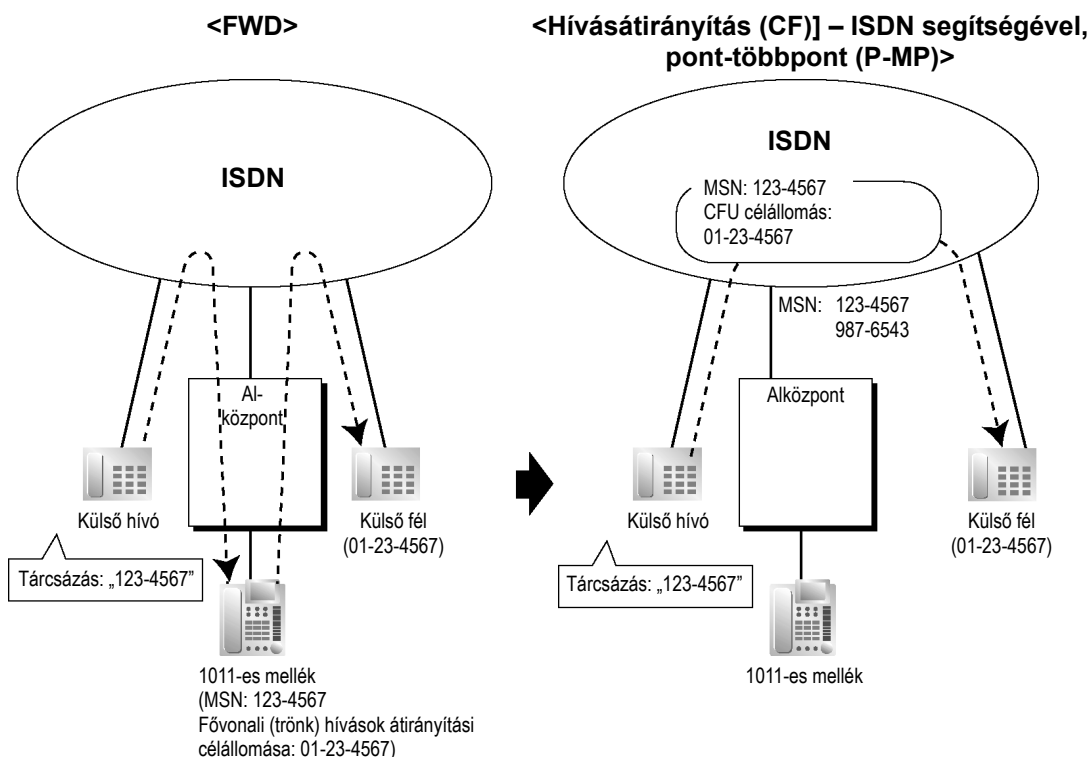 <FWD>
ISDN
Al-
központ
Külső hívó
Külső fél
(01-23-4567)
Tárcsázás: „123-4567”
1011-es mellék
(MSN: 123-4567
Fővonali (trönk) hívások átirányítási
célállomása: 01-23-4567)
<Hívásátirányítás (CF)] – ISDN segítségével,
pont-többpont (P-MP)>
ISDN
MSN: 123-4567
CFU célállomás:
01-23-4567
MSN: 123-4567
987-6543
Alközpont
Külső hívó
Külső fél
(01-23-4567)
Tárcsázás: „123-4567”
1011-es mellék